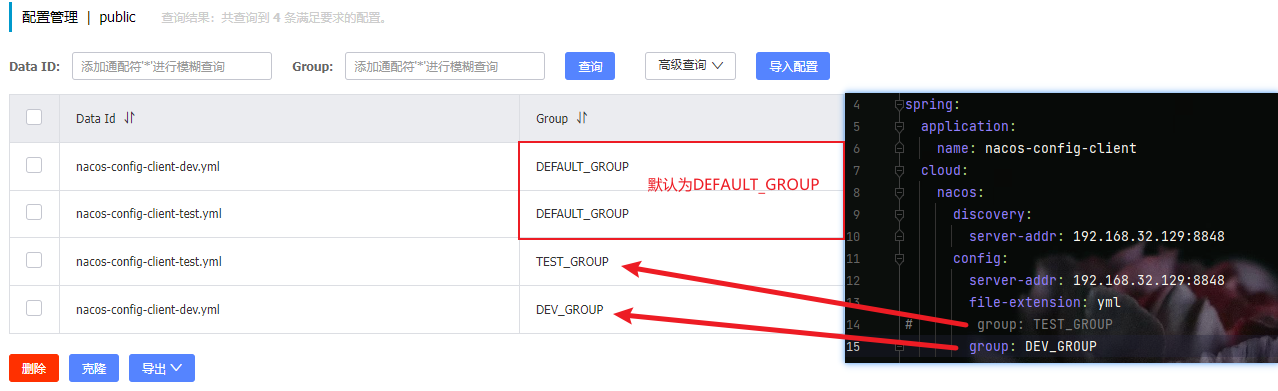 配置管理 | public 查询结果：共查询到 4 条满足要求的配置。
Data ID: 添加通配符'*'进行模糊查询 Group: 添加通配符'*'进行模糊查询 查询 高级查询 导入配置
Data Id Group
nacos-config-client-dev.yml DEFAULT_GROUP
nacos-config-client-test.yml DEFAULT_GROUP
默认为DEFAULT_GROUP
nacos-config-client-test.yml TEST_GROUP
nacos-config-client-dev.yml DEV_GROUP
删除 克隆 导出
4 spring:
5 application:
6 name: nacos-config-client
7 cloud:
8 nacos:
9 discovery:
10 server-addr: 192.168.32.129:8848
11 config:
12 server-addr: 192.168.32.129:8848
13 file-extension: yml
14 # group: TEST_GROUP
15 group: DEV_GROUP